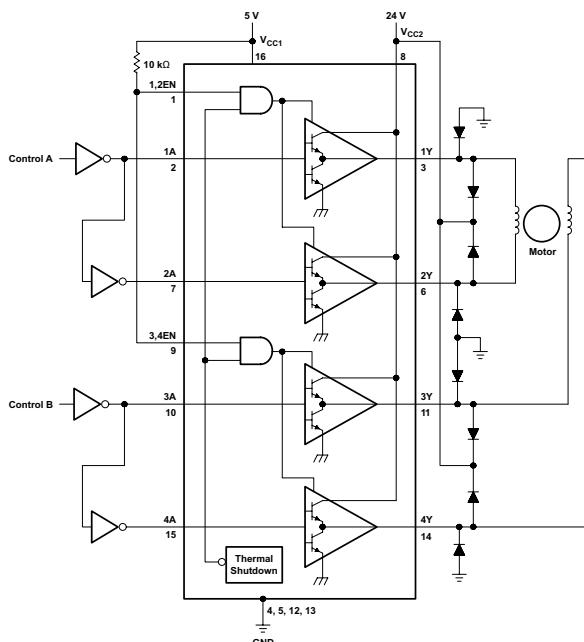 5 V
24 V
VCC1
VCC2
16
8
10 kΩ
1,2EN
1
Control A
1A
2
1Y
3
Motor
2A
7
2Y
6
3,4EN
9
Control B
3A
10
3Y
11
4A
15
4Y
14
Thermal
Shutdown
4, 5, 12, 13
GND